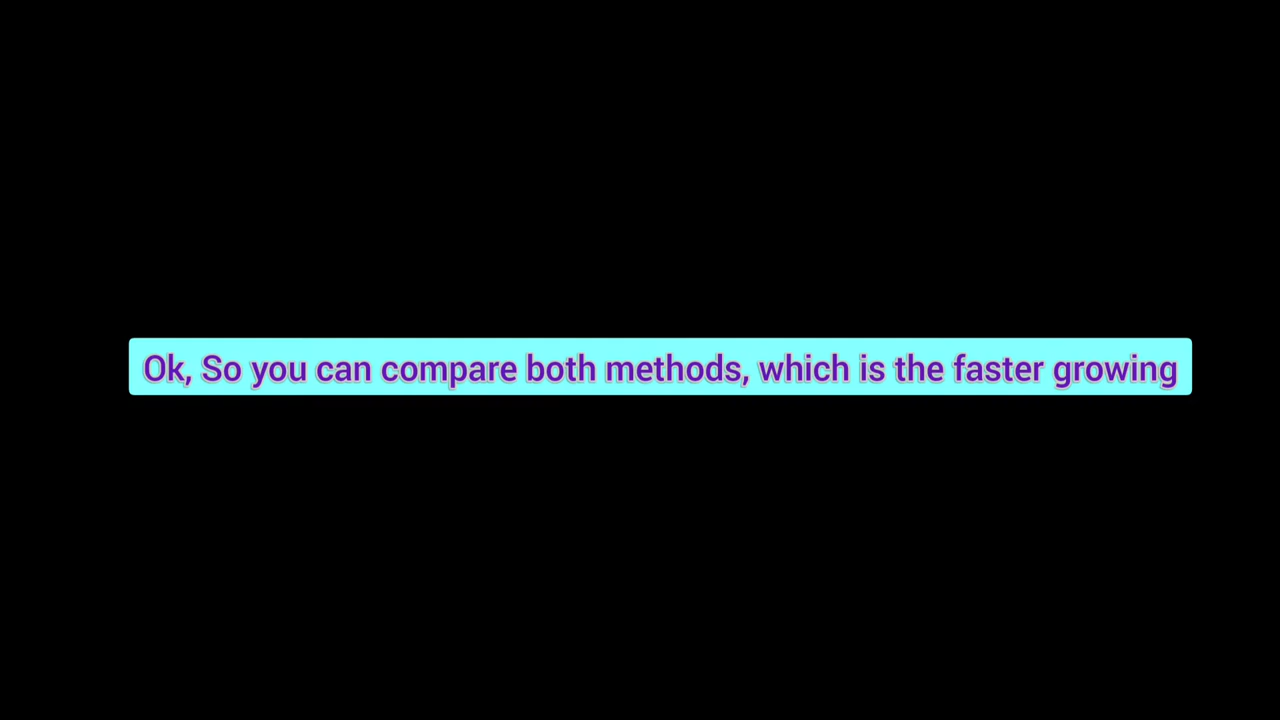 Ok, So you can compare both methods, which is the faster growing